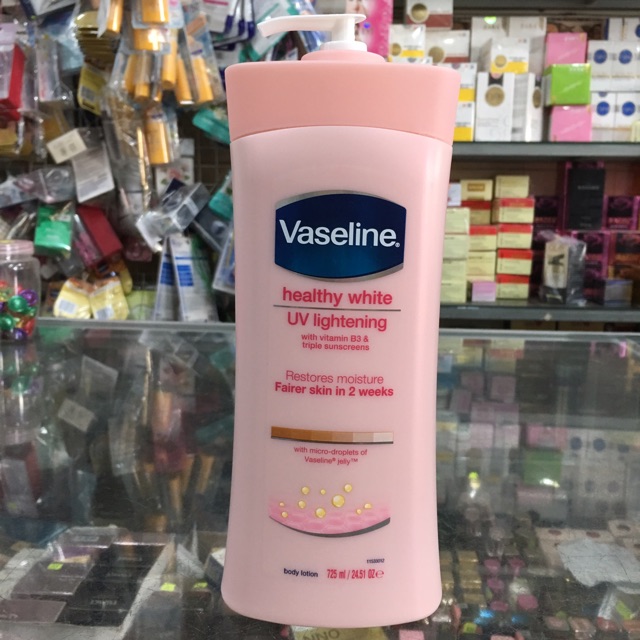 Vaseline®
healthy white
UV lightening
with vitamin B3 &
triple sunscreens
Restores moisture
Fairer skin in 2 weeks
with micro-droplets of
Vaseline® jelly™
body lotion 725 ml / 24.51 OZ e